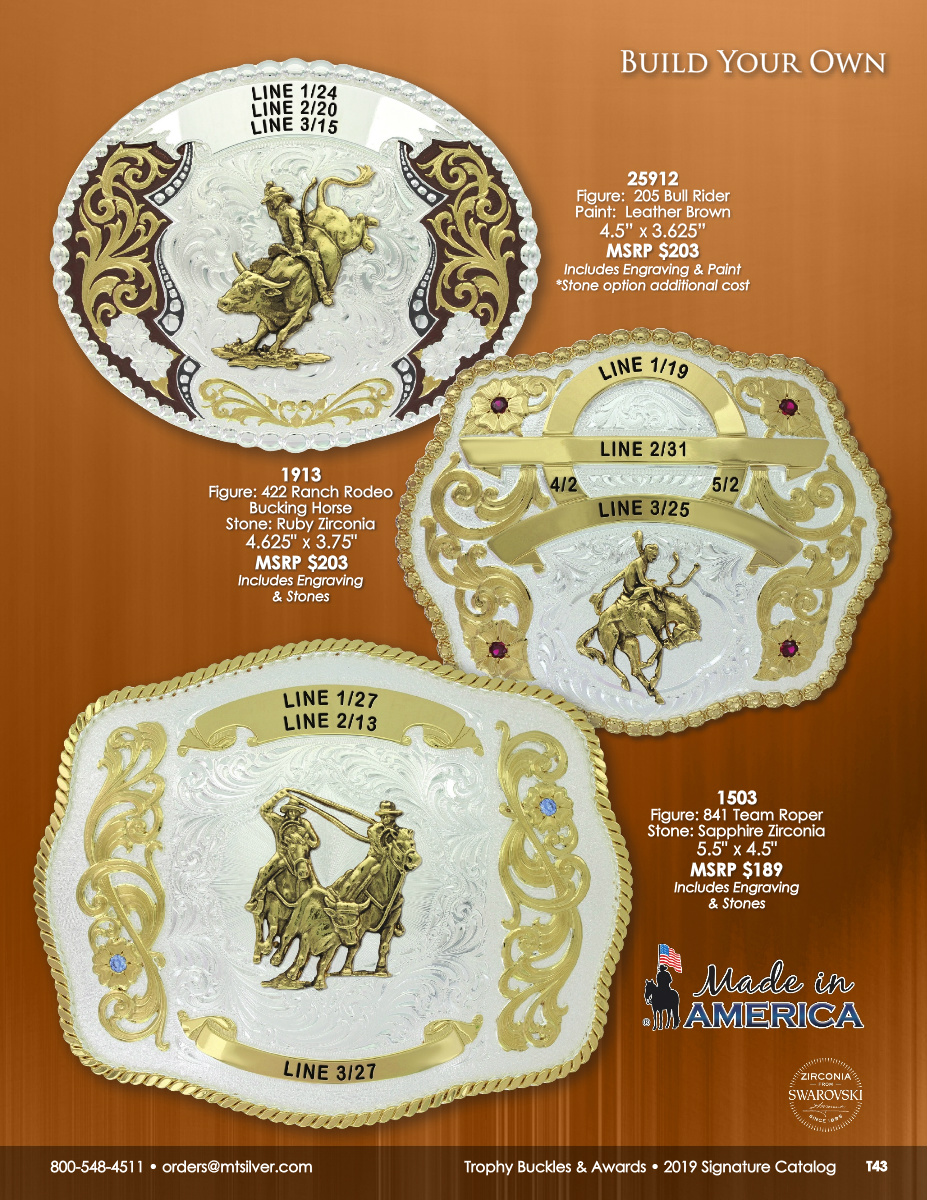 BUILD YOUR OWN
LINE 1/24
LINE 2/20
LINE 3/15
25912
Figure: 205 Bull Rider
Paint: Leather Brown
4.5" x 3.625"
MSRP $203
Includes Engraving & Paint
*Stone option additional cost
LINE 1/19
LINE 2/31
4/2
5/2
LINE 3/25
1913
Figure: 422 Ranch Rodeo
Bucking Horse
Stone: Ruby Zirconia
4.625" x 3.75"
MSRP $203
Includes Engraving
& Stones
LINE 1/27
LINE 2/13
LINE 3/27
1503
Figure: 841 Team Roper
Stone: Sapphire Zirconia
5.5" x 4.5"
MSRP $189
Includes Engraving
& Stones
Made in
® AMERICA
ZIRCONIA
FROM
SWAROVSKI
SINCE 1895
800-548-4511 • orders@mtsilver.com
Trophy Buckles & Awards • 2019 Signature Catalog T43